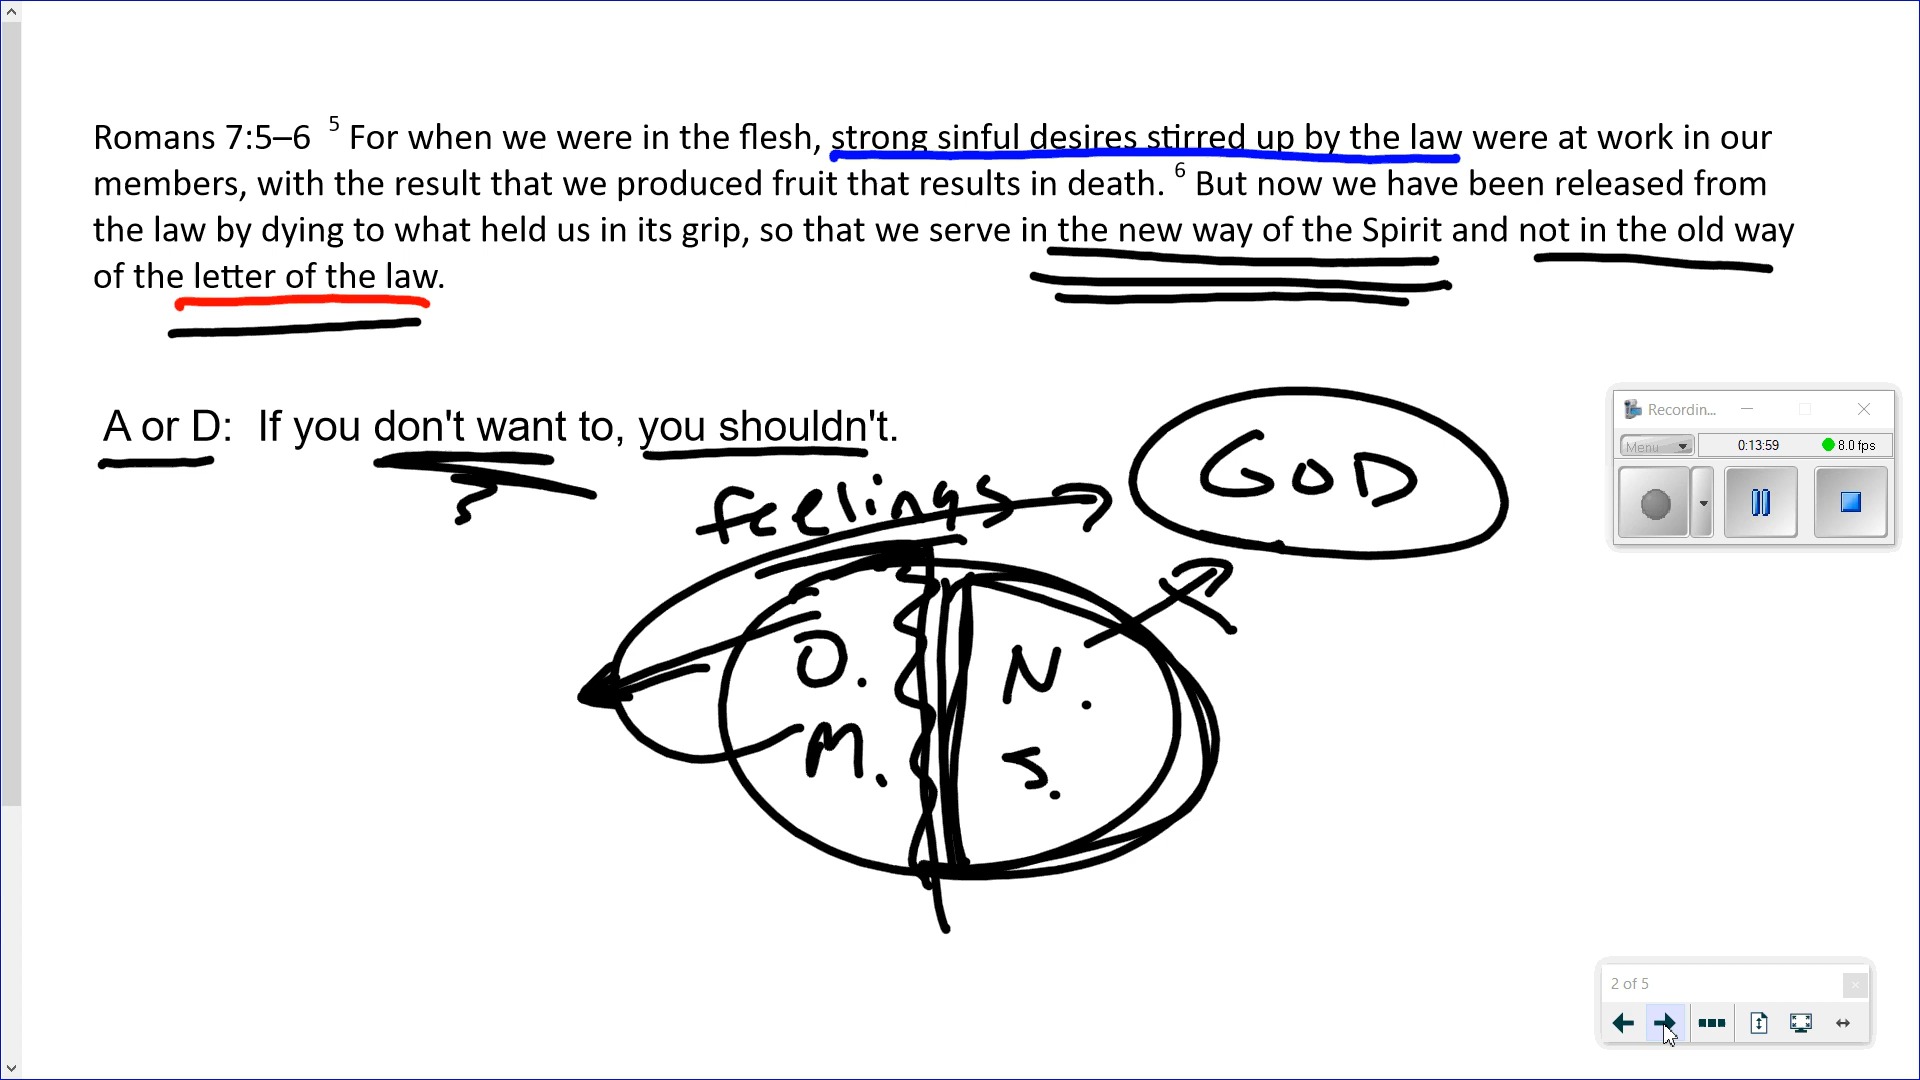 Romans 7:5–6 5 For when we were in the flesh, strong sinful desires stirred up by the law were at work in our
members, with the result that we produced fruit that results in death. 6 But now we have been released from
the law by dying to what held us in its grip, so that we serve in the new way of the Spirit and not in the old way
of the letter of the law.
A or D: If you don't want to, you shouldn't.
GOD
feelings
O. N.
M. S.
Recordin...
Menu 0:13:59 8.0 fps
2 of 5